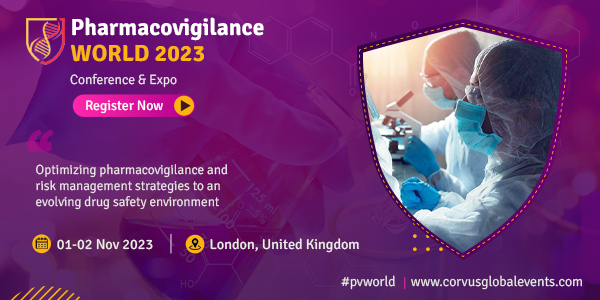 Pharmacovigilance
WORLD 2023
Conference & Expo
Register Now
Optimizing pharmacovigilance and
risk management strategies to an
evolving drug safety environment
01-02 Nov 2023 | London, United Kingdom
#pvworld | www.corvusglobalevents.com